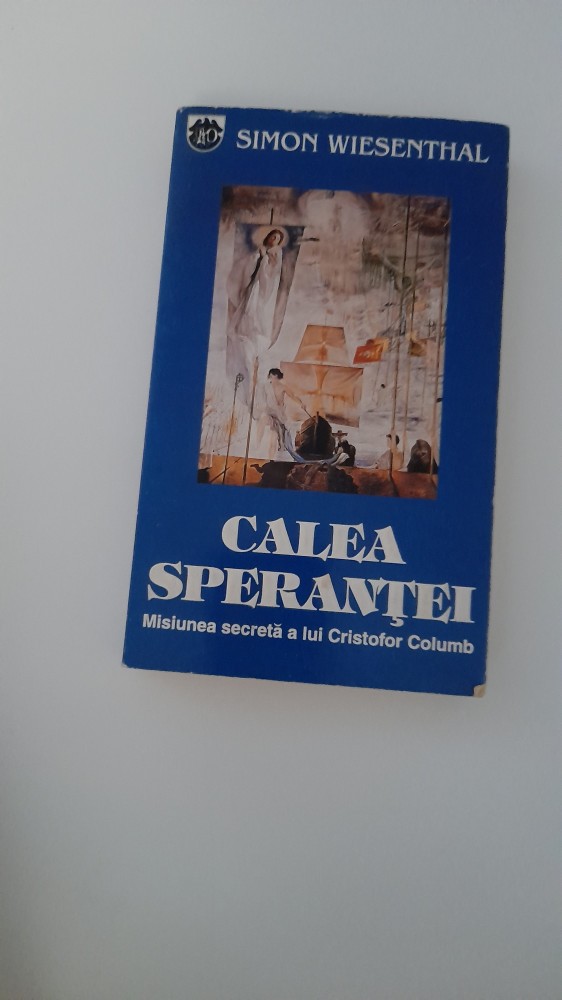 SIMON WIESENTHAL
CALEA
SPERANŢEI
Misiunea secretă a lui Cristofor Columb